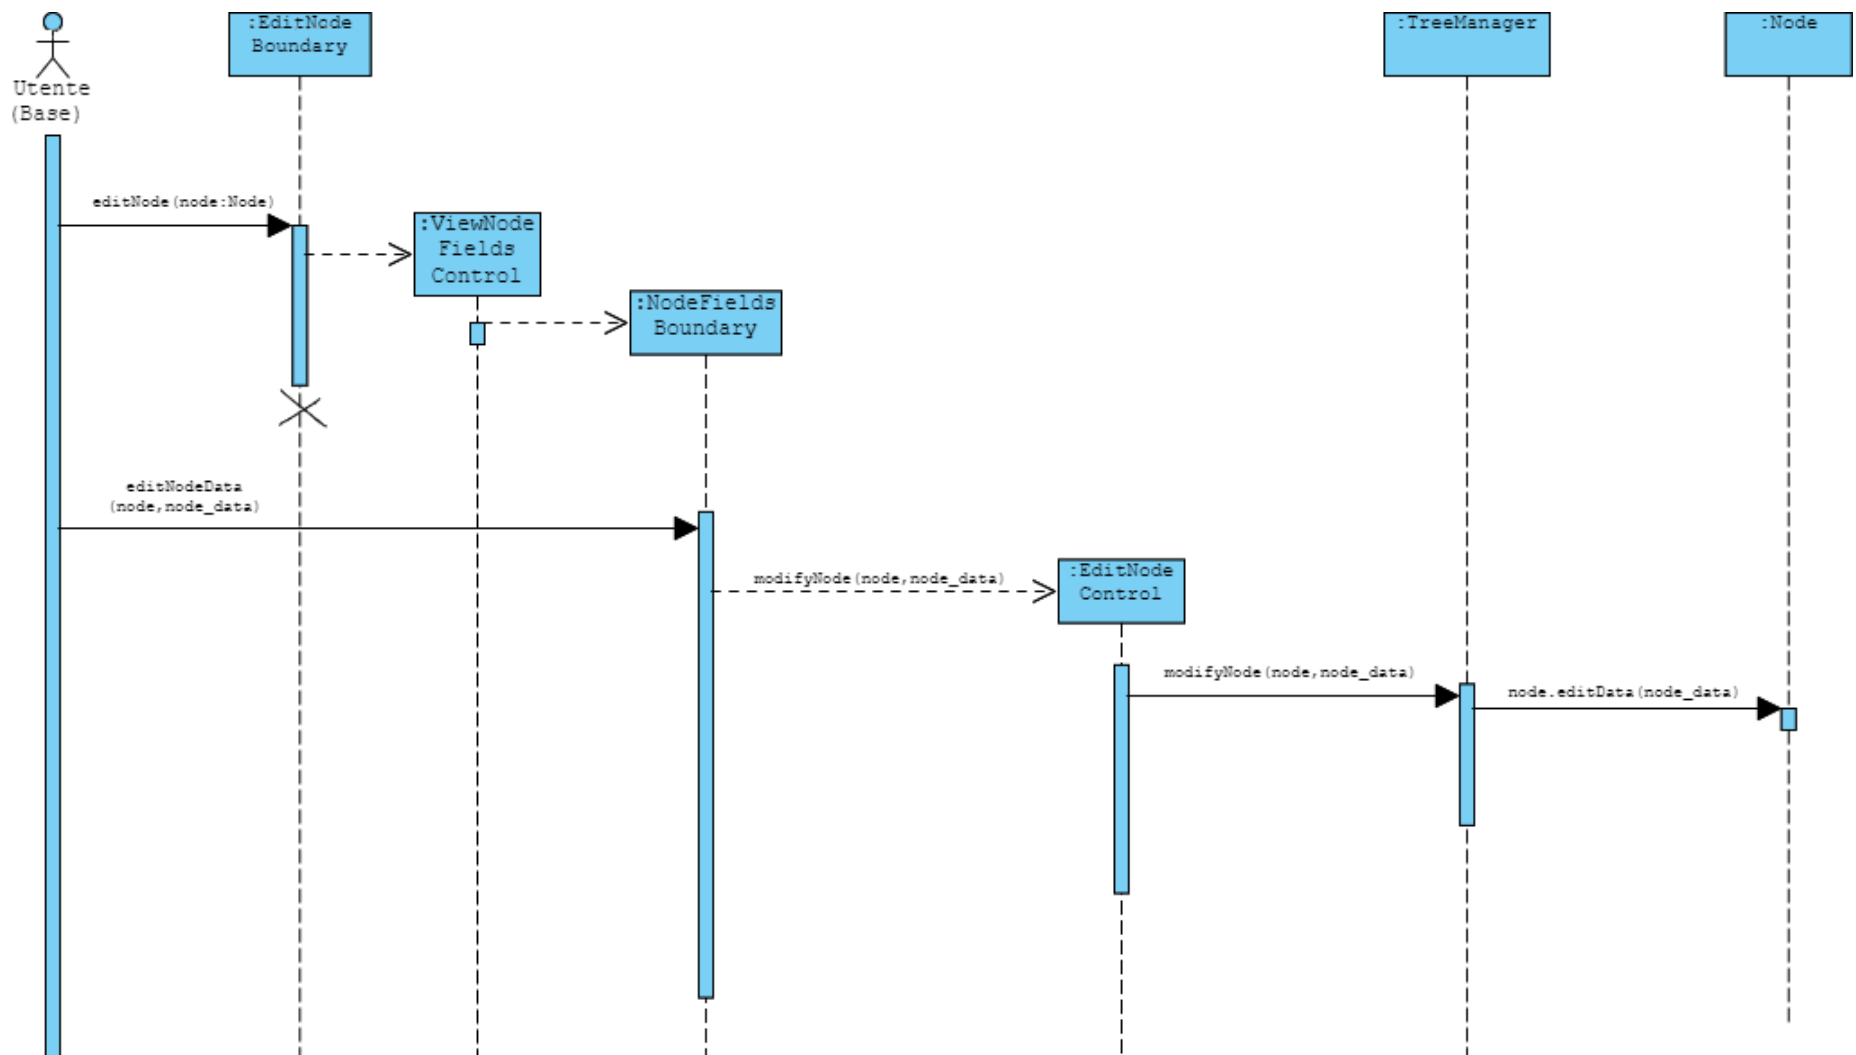 :EditNode
Boundary
:TreeManager
:Node
Utente
(Base)
editNode(node:Node)
:ViewNode
Fields
Control
:NodeFields
Boundary
editNodeData
(node,node_data)
modifyNode(node,node_data)
:EditNode
Control
modifyNode(node,node_data)
node.editData(node_data)